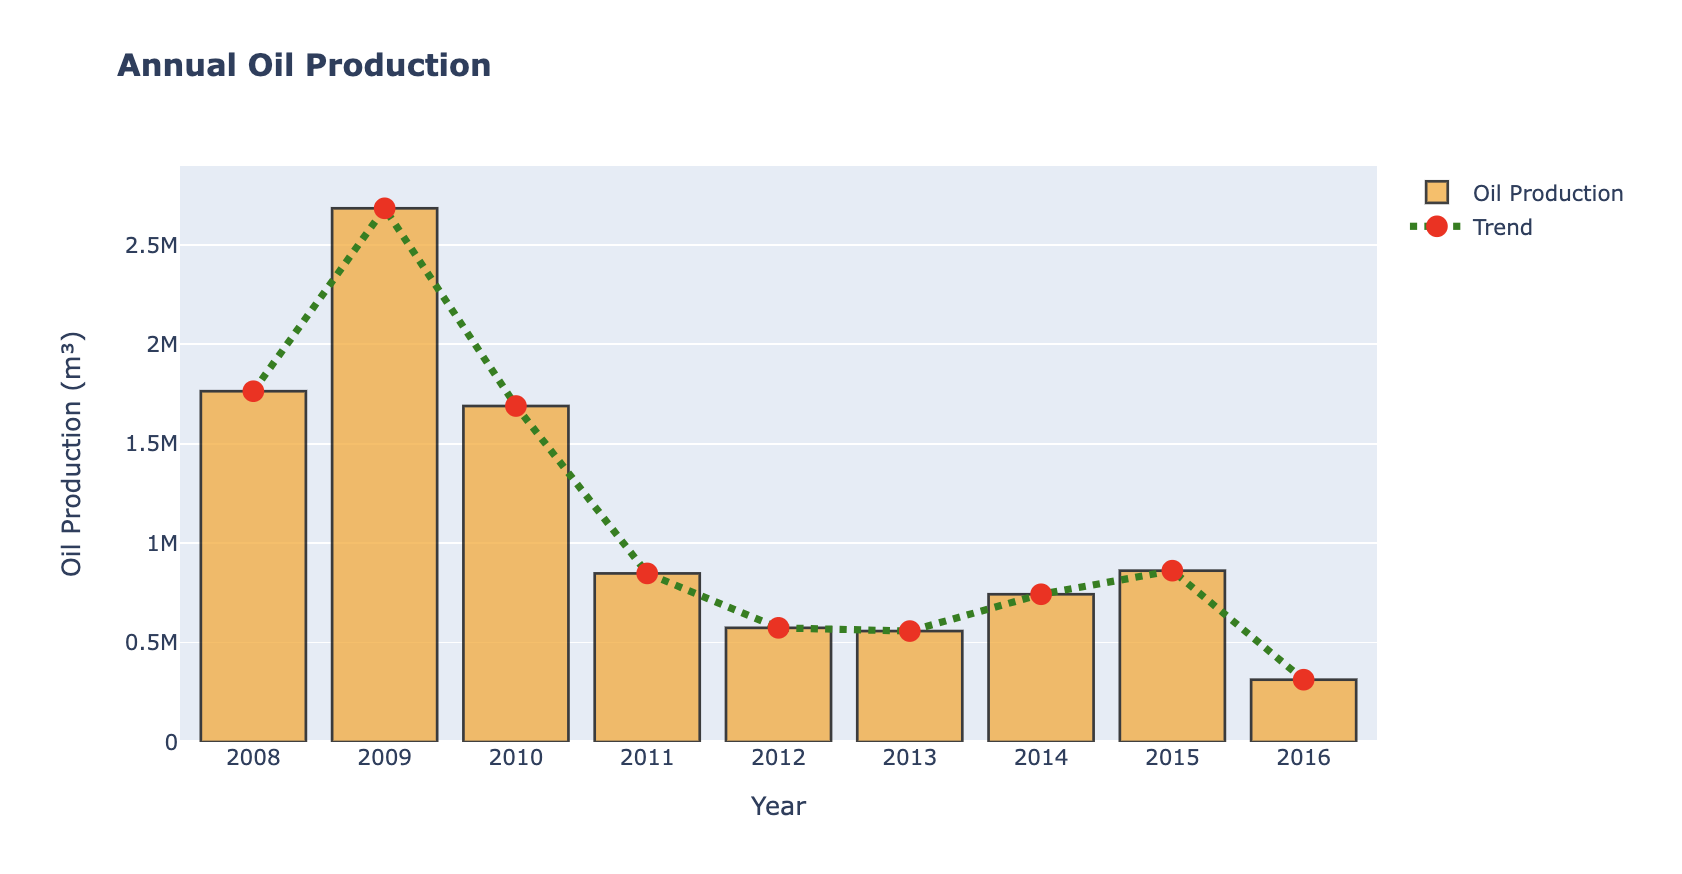 Annual Oil Production
Oil Production
Trend
2.5M
2M
1.5M
1M
0.5M
0
Oil Production (m³)
2008 2009 2010 2011 2012 2013 2014 2015 2016
Year